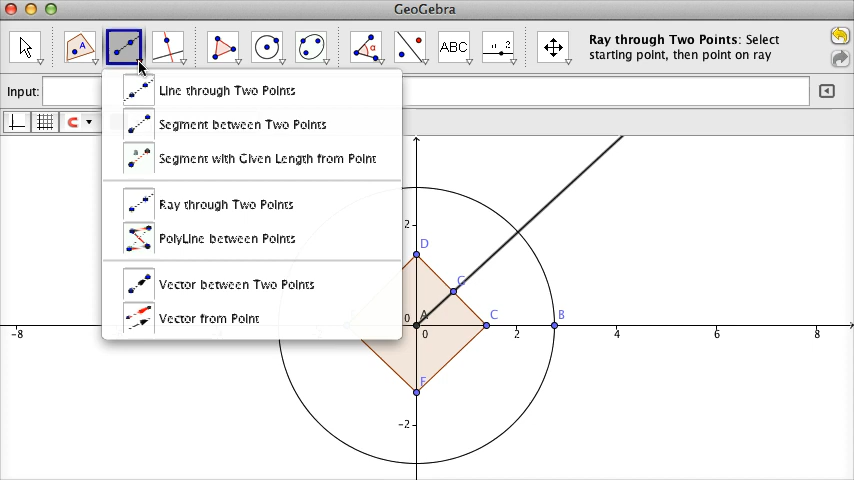 GeoGebra
A
α
ABC
a=2
Ray through Two Points: Select
starting point, then point on ray
Input:
Line through Two Points
Segment between Two Points
Segment with Given Length from Point
Ray through Two Points
PolyLine between Points
Vector between Two Points
Vector from Point
2
D
G
0
A
C
B
-8
0
2
4
6
8
F
-2